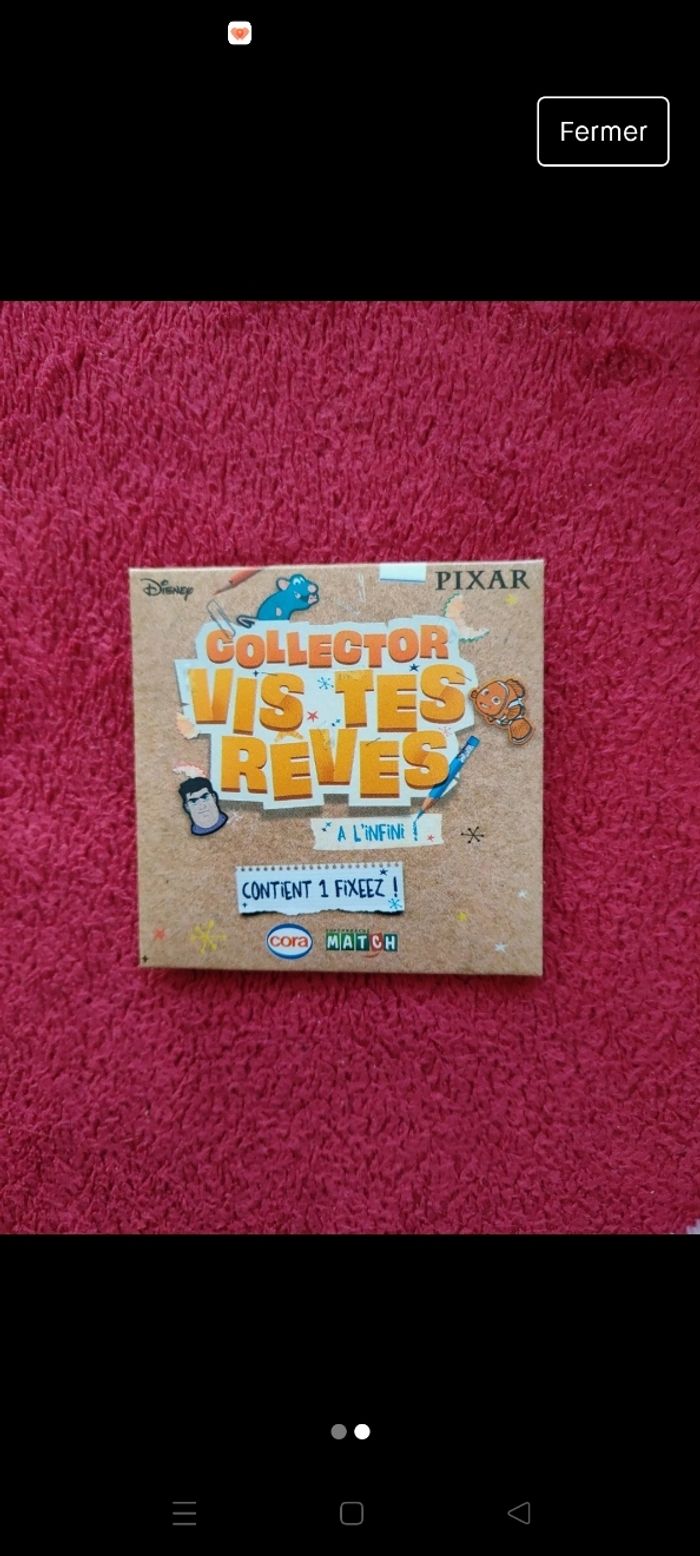 Fermer
Disney PIXAR
COLLECTOR
VIS TES
RÊVES
A L'iNFiNi !
CONTiENT 1 FiXEEZ !
cora MATCH